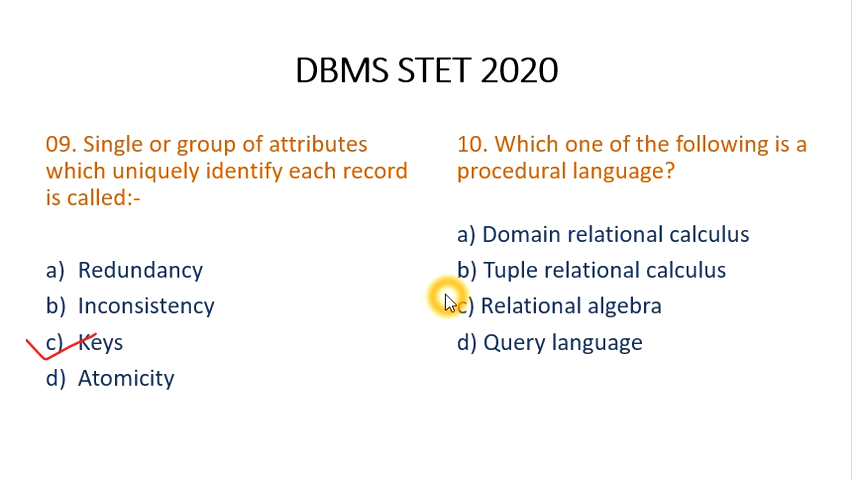 DBMS STET 2020
09. Single or group of attributes
which uniquely identify each record
is called:-
a) Redundancy
b) Inconsistency
c) Keys
d) Atomicity
10. Which one of the following is a
procedural language?
a) Domain relational calculus
b) Tuple relational calculus
c) Relational algebra
d) Query language